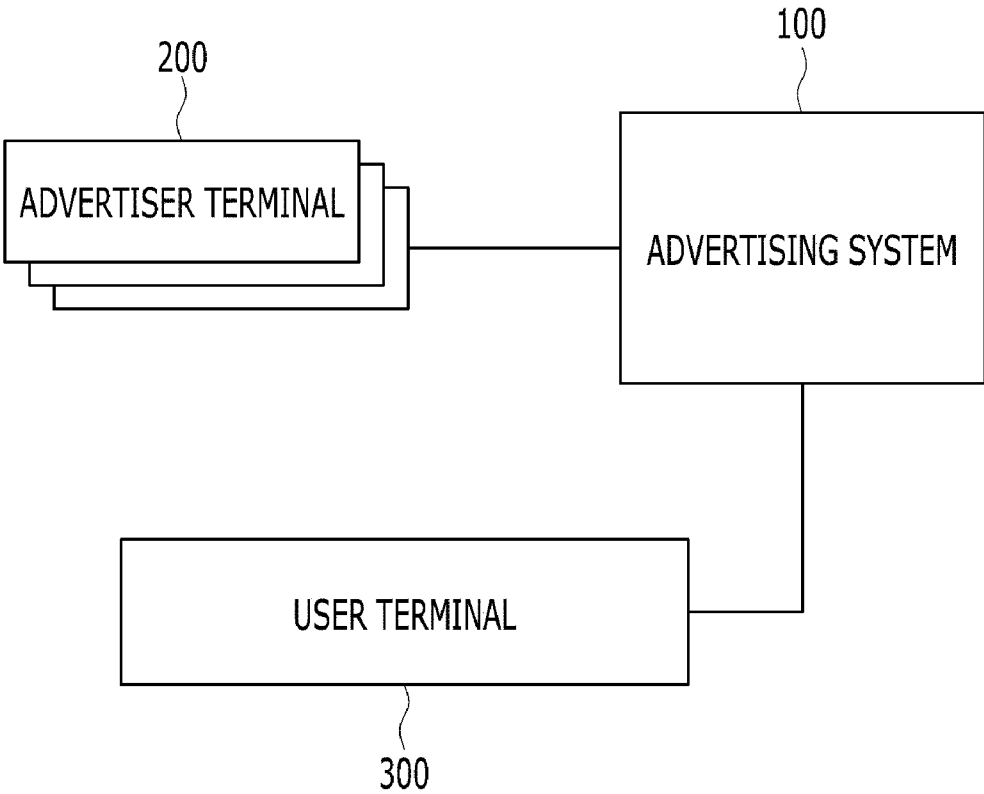 100
200
ADVERTISER TERMINAL
ADVERTISING SYSTEM
USER TERMINAL
300